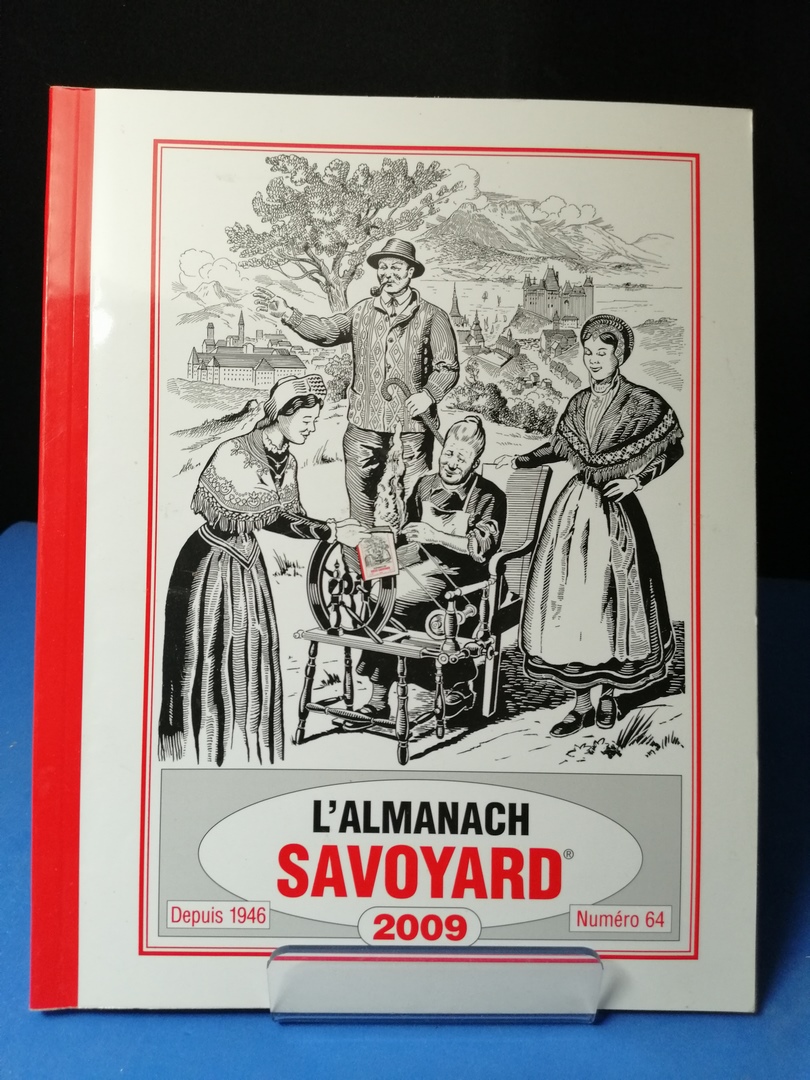 L'ALMANACH
SAVOYARD®
Depuis 1946
2009
Numéro 64